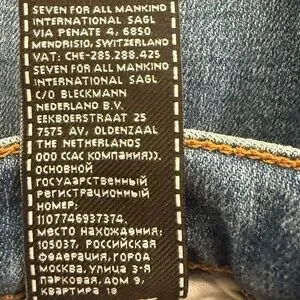 SEVEN FOR ALL MANKIND
INTERNATIONAL SAGL
VIA PENATE 4, 6850
MENDRISIO, SWITZERLAND
VAT: CHE-285.288.425
SEVEN FOR ALL MANKIND
INTERNATIONAL SAGL
C/O BLECKMANN
NEDERLAND B.V.
EEKBOERSTRAAT 25
7575 AV, OLDENZAAL
THE NETHERLANDS
ООО ССАС КОМПАНИЯ)).
ОСНОВНОЙ
ГОСУДАРСТВЕННЫЙ
РЕГИСТРАЦИОННЫЙ
НОМЕР:
1107746937374.
МЕСТО НАХОЖДЕНИЯ:
105037, РОССИЙСКАЯ
ФЕДЕРАЦИЯ, ГОРОД
МОСКВА, УЛИЦА 3-Я
ПАРКОВАЯ, ДОМ 9,
КВАРТИРА 18